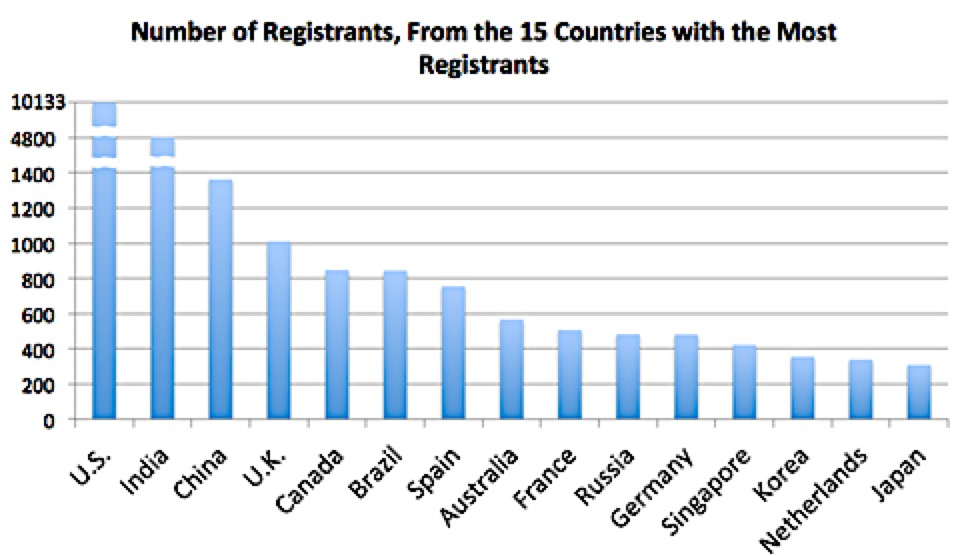 Number of Registrants, From the 15 Countries with the Most
Registrants
10133
4800
1400
1200
1000
800
600
400
200
0
U.S.
India
China
U.K.
Canada
Brazil
Spain
Australia
France
Russia
Germany
Singapore
Korea
Netherlands
Japan